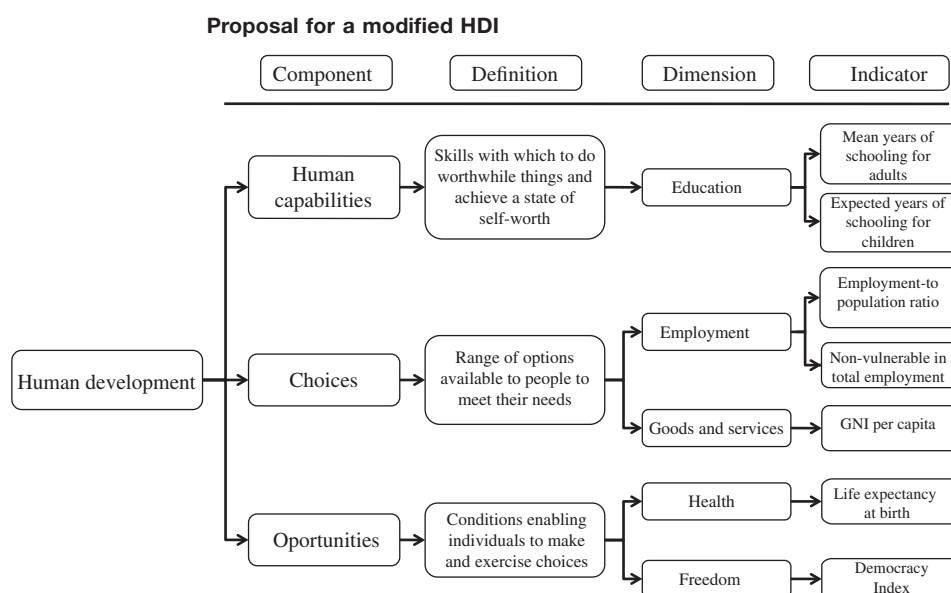 Proposal for a modified HDI
Component
Definition
Dimension
Indicator
Human development
Human
capabilities
Skills with which to do
worthwhile things and
achieve a state of
self-worth
Education
Mean years of
schooling for
adults
Expected years of
schooling for
children
Choices
Range of options
available to people to
meet their needs
Employment
Employment-to
population ratio
Non-vulnerable in
total employment
Goods and services
GNI per capita
Oportunities
Conditions enabling
individuals to make
and exercise choices
Health
Life expectancy
at birth
Freedom
Democracy
Index